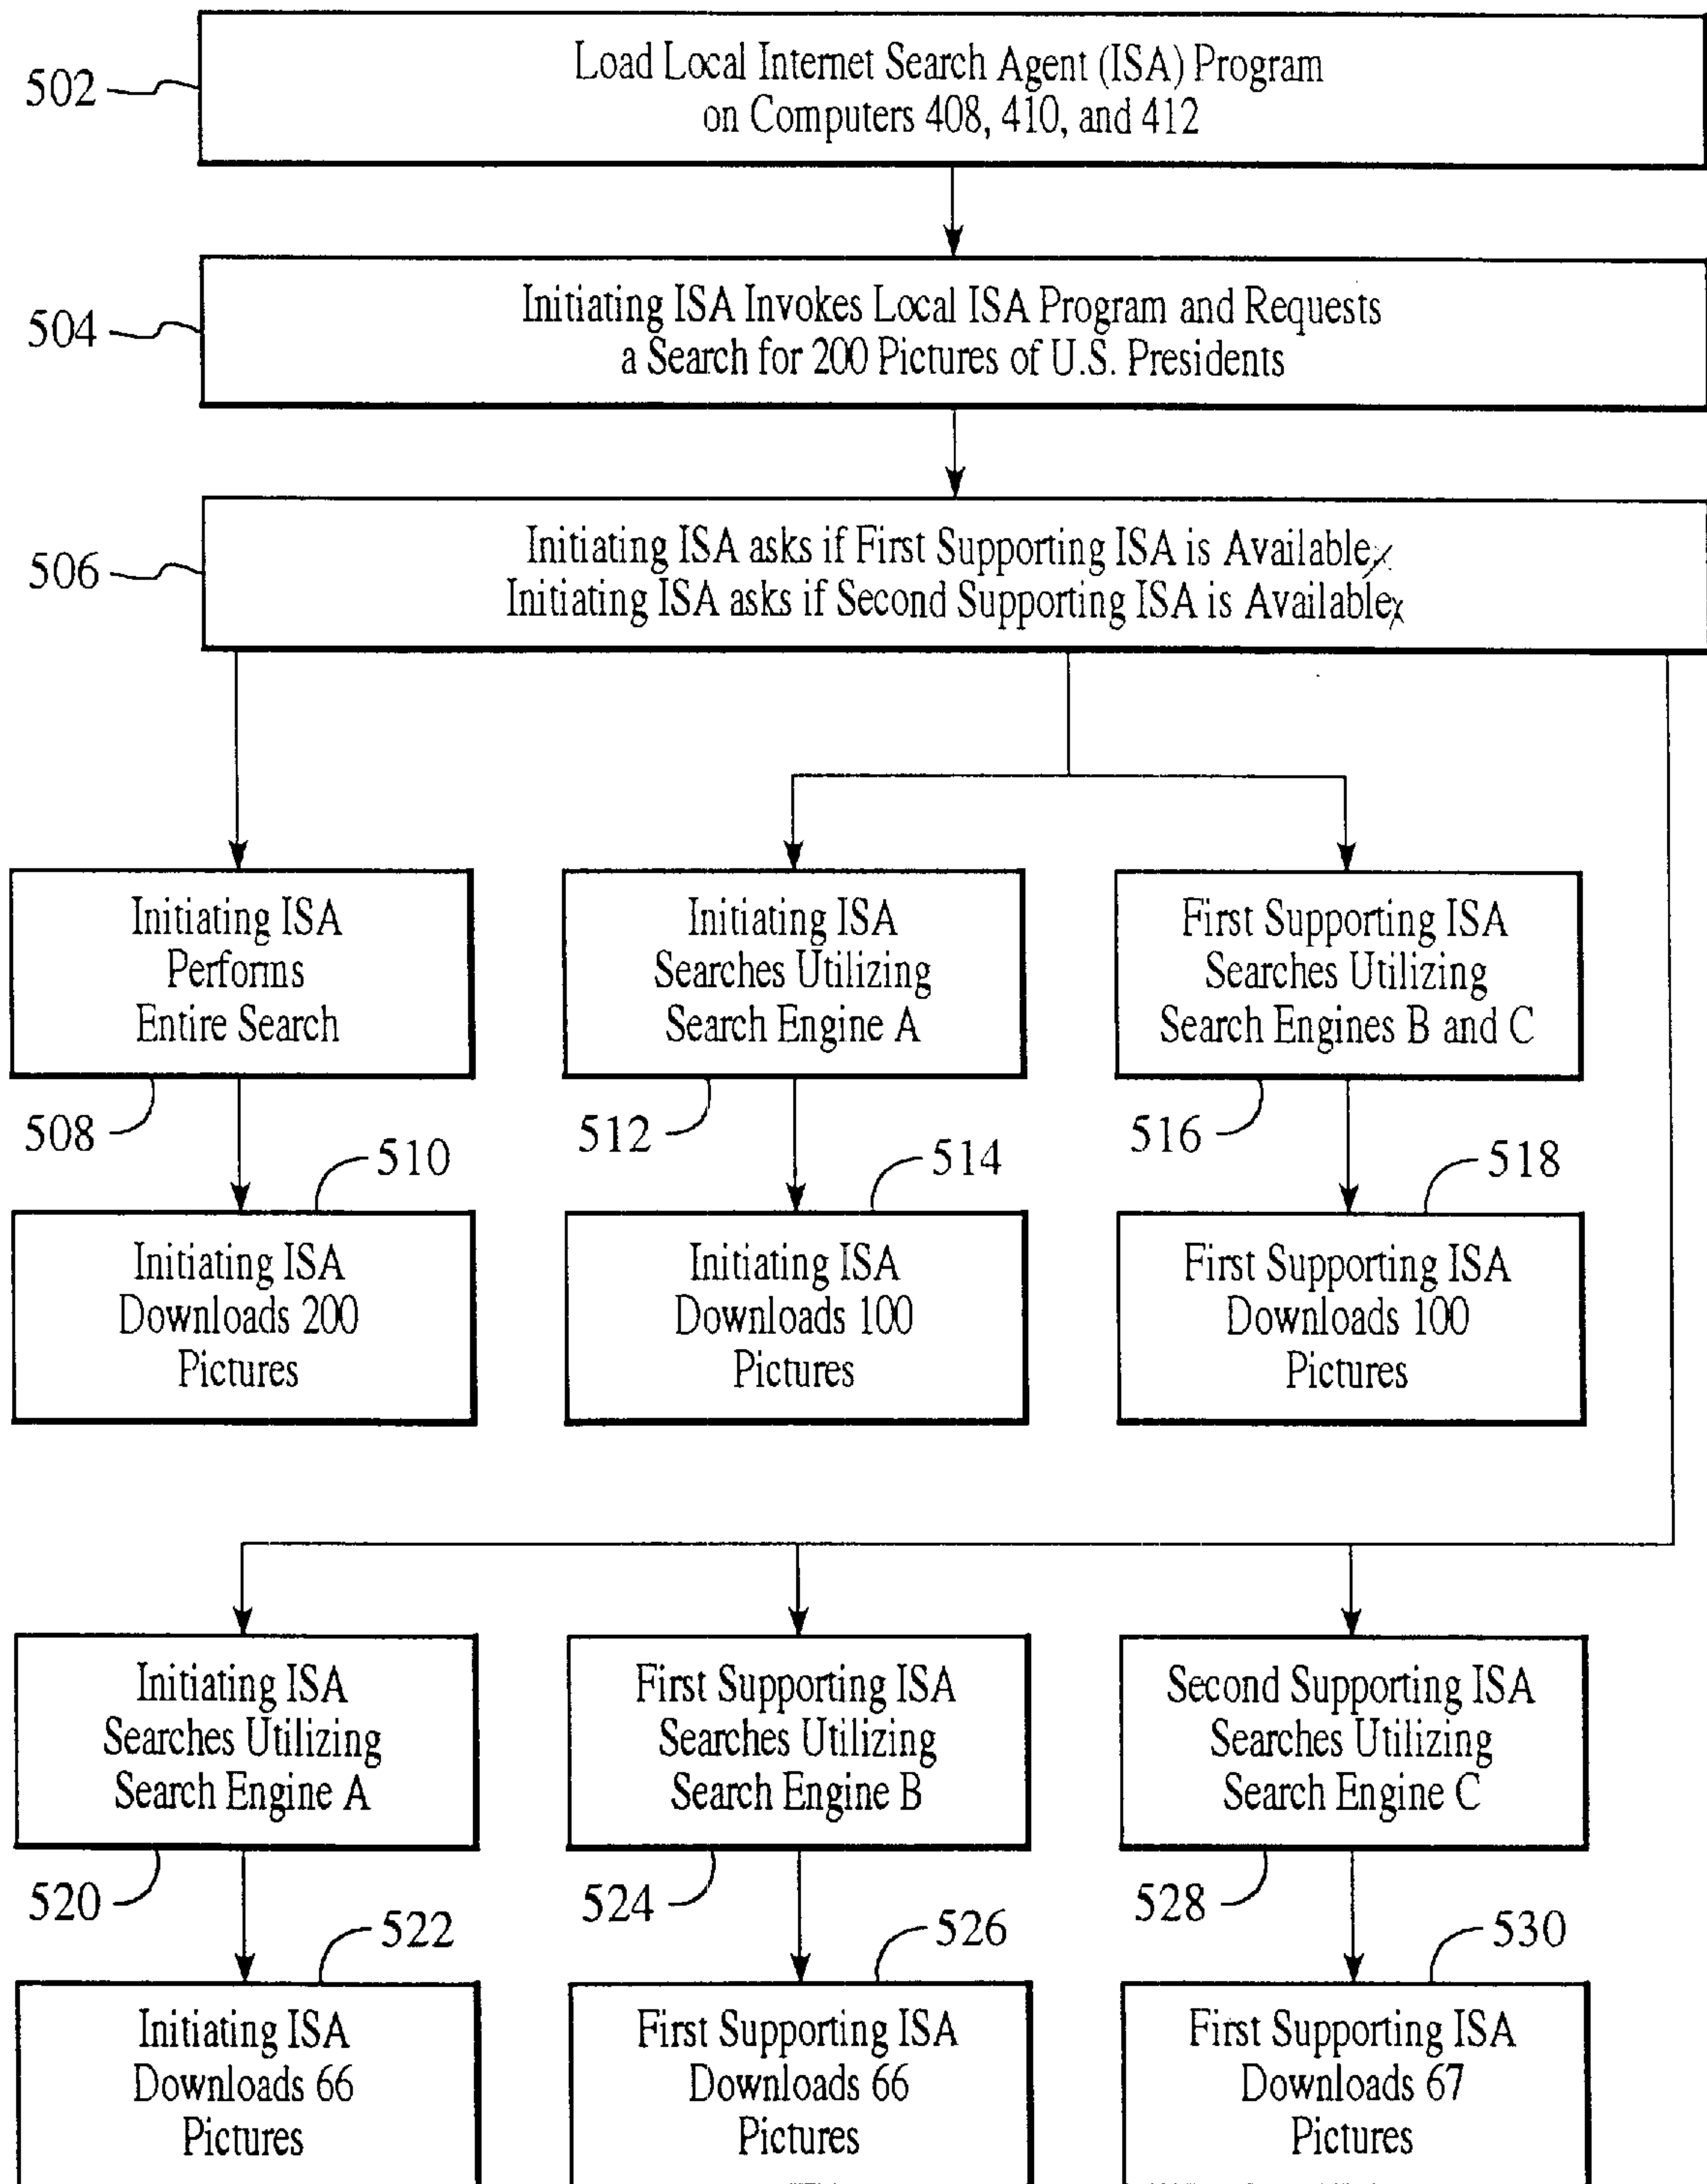 502
Load Local Internet Search Agent (ISA) Program
on Computers 408, 410, and 412
504
Initiating ISA Invokes Local ISA Program and Requests
a Search for 200 Pictures of U.S. Presidents
506
Initiating ISA asks if First Supporting ISA is Available
Initiating ISA asks if Second Supporting ISA is Available
Initiating ISA
Performs
Entire Search
508
Initiating ISA
Searches Utilizing
Search Engine A
512
First Supporting ISA
Searches Utilizing
Search Engines B and C
516
510
Initiating ISA
Downloads 200
Pictures
514
Initiating ISA
Downloads 100
Pictures
518
First Supporting ISA
Downloads 100
Pictures
Initiating ISA
Searches Utilizing
Search Engine A
520
First Supporting ISA
Searches Utilizing
Search Engine B
524
Second Supporting ISA
Searches Utilizing
Search Engine C
528
522
Initiating ISA
Downloads 66
Pictures
526
First Supporting ISA
Downloads 66
Pictures
530
First Supporting ISA
Downloads 67
Pictures